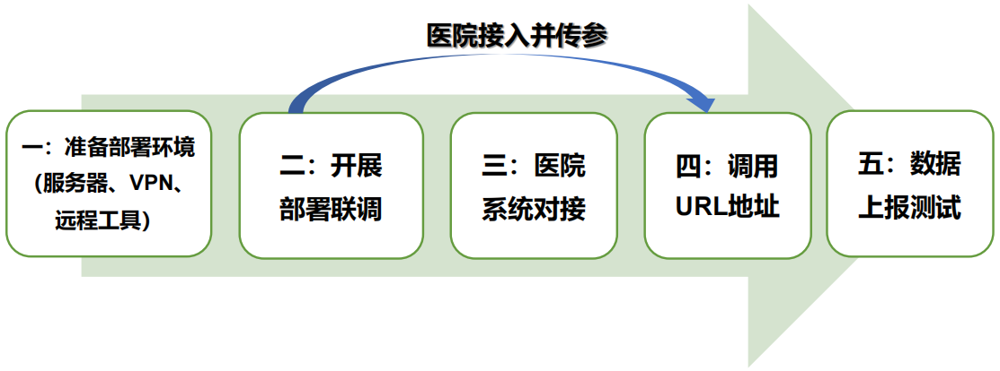 医院接入并传参
一：准备部署环境
（服务器、VPN、
远程工具）
二：开展
部署联调
三：医院
系统对接
四：调用
URL地址
五：数据
上报测试